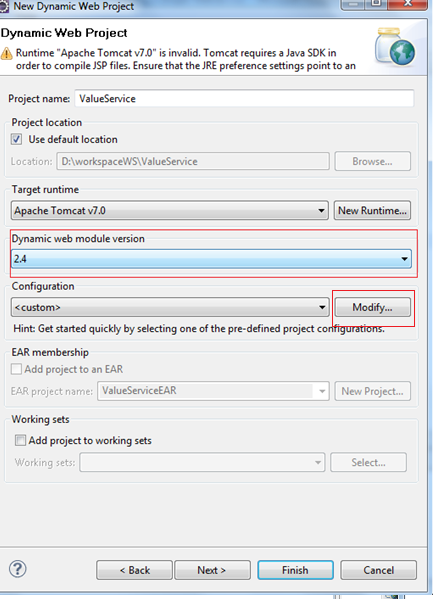 New Dynamic Web Project
Dynamic Web Project
Runtime "Apache Tomcat v7.0" is invalid. Tomcat requires a Java SDK in
order to compile JSP files. Ensure that the JRE preference settings point to an
Project name: ValueService
Project location
Use default location
Location: D:\workspaceWS\ValueService Browse...
Target runtime
Apache Tomcat v7.0 New Runtime...
Dynamic web module version
2.4
Configuration
<custom> Modify...
Hint: Get started quickly by selecting one of the pre-defined project configurations.
EAR membership
Add project to an EAR
EAR project name: ValueServiceEAR New Project...
Working sets
Add project to working sets
Working sets: Select...
? < Back Next > Finish Cancel